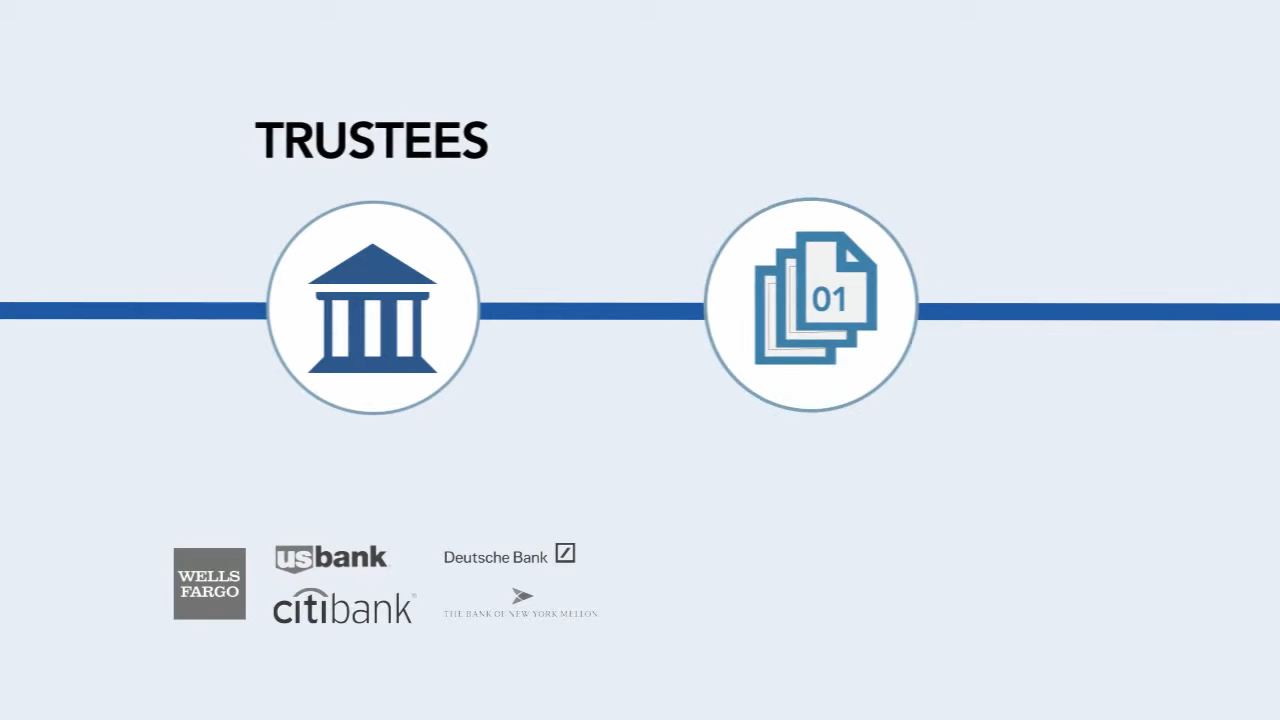 TRUSTEES
01
WELLS
FARGO
usbank
Deutsche Bank
citibank
THE BANK OF NEW YORK MELLON